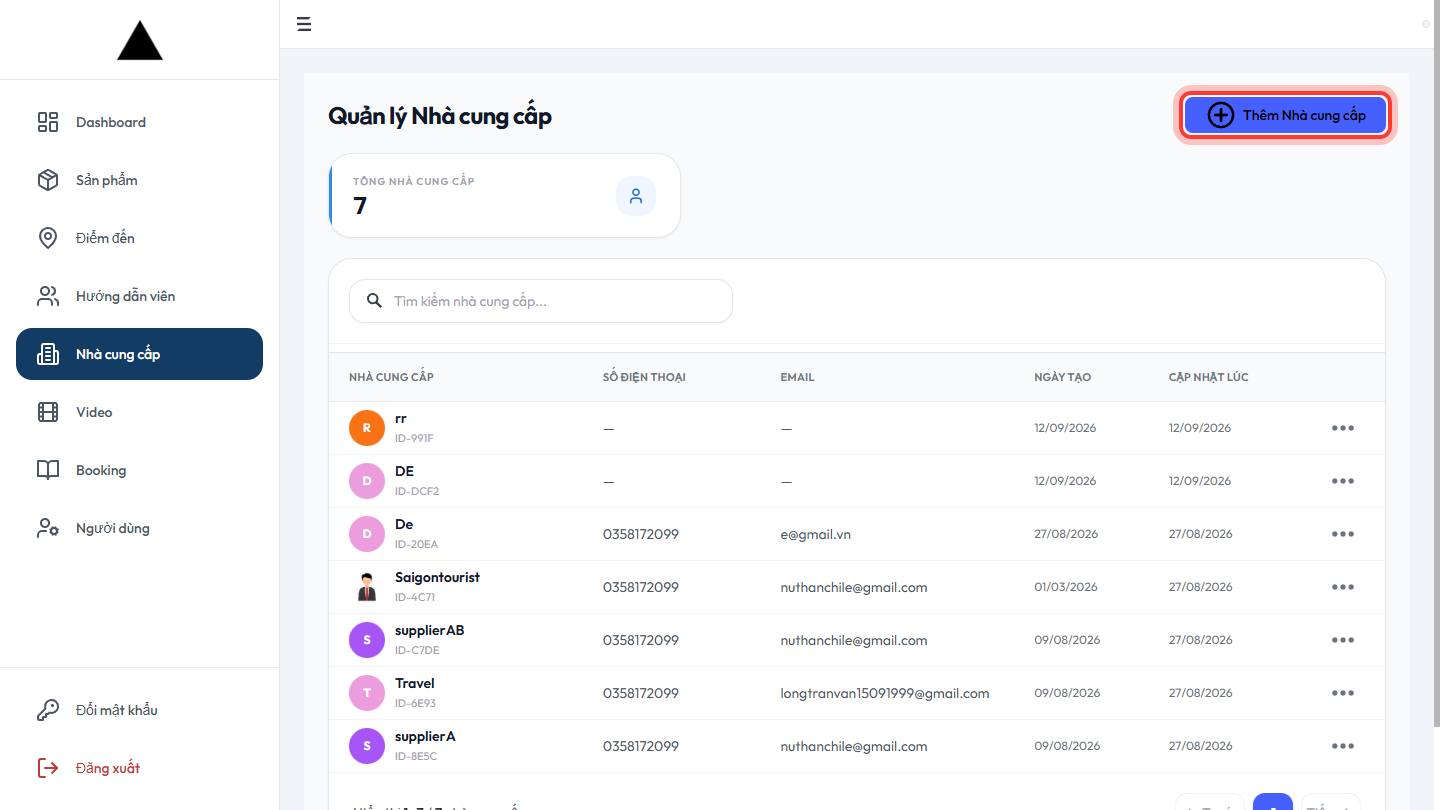 Dashboard
Sản phẩm
Điểm đến
Hướng dẫn viên
Nhà cung cấp
Video
Booking
Người dùng
Đổi mật khẩu
Đăng xuất
Quản lý Nhà cung cấp
Thêm Nhà cung cấp
TỔNG NHÀ CUNG CẤP
7
Tìm kiếm nhà cung cấp...
NHÀ CUNG CẤP SỐ ĐIỆN THOẠI EMAIL NGÀY TẠO CẬP NHẬT LÚC
R rr — — 12/09/2026 12/09/2026
ID-991F
D DE — — 12/09/2026 12/09/2026
ID-DCF2
D De 0358172099 e@gmail.vn 27/08/2026 27/08/2026
ID-20EA
Saigontourist 0358172099 nuthanchile@gmail.com 01/03/2026 27/08/2026
ID-4C71
S supplierAB 0358172099 nuthanchile@gmail.com 09/08/2026 27/08/2026
ID-C7DE
T Travel 0358172099 longtranvan15091999@gmail.com 09/08/2026 27/08/2026
ID-6E93
S supplierA 0358172099 nuthanchile@gmail.com 09/08/2026 27/08/2026
ID-8E5C